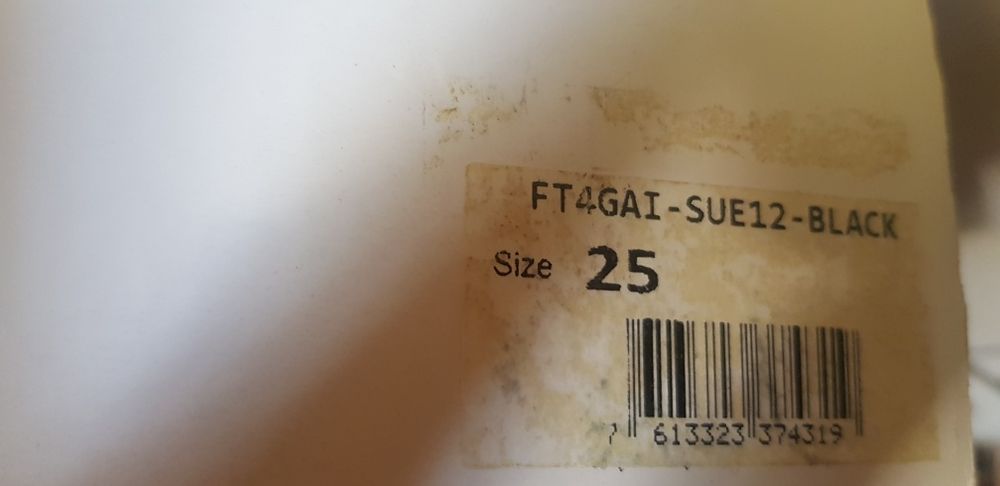 FT4GAI-SUE12-BLACK
Size 25
7 613323 374319